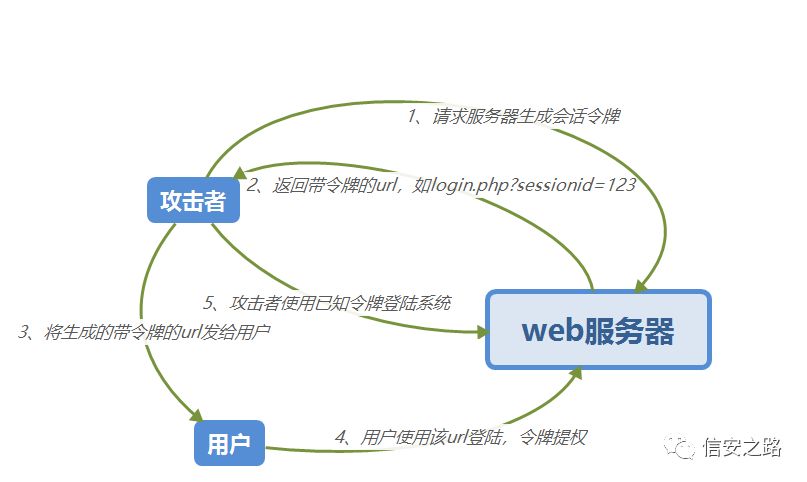 1、请求服务器生成会话令牌
攻击者
2、返回带令牌的url，如login.php?sessionid=123
5、攻击者使用已知令牌登陆系统
3、将生成的带令牌的url发给用户
web服务器
用户
4、用户使用该url登陆，令牌提权
信安之路